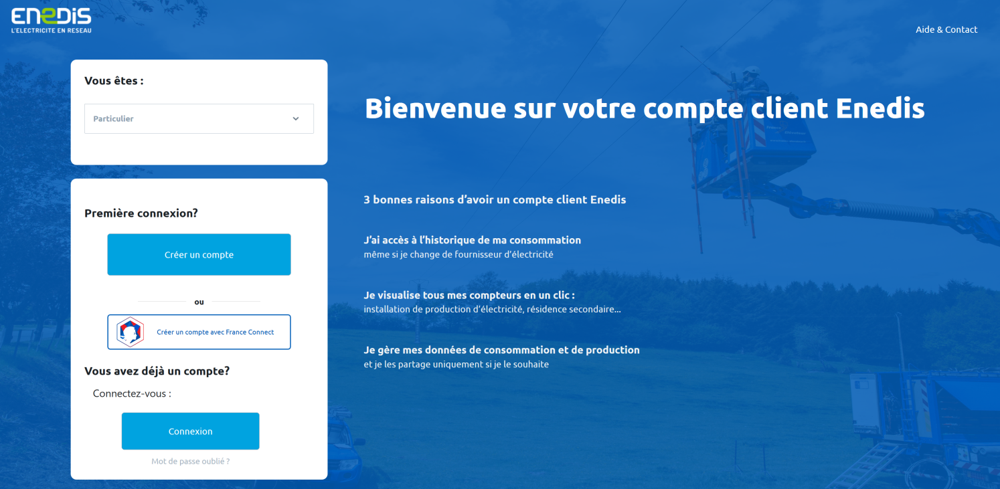 ENEDIS
L'ELECTRICITE EN RESEAU
Aide & Contact
Vous êtes :
Particulier
Bienvenue sur votre compte client Enedis
Première connexion?
Créer un compte
ou
Créer un compte avec France Connect
Vous avez déjà un compte?
Connectez-vous :
Connexion
Mot de passe oublié ?
3 bonnes raisons d’avoir un compte client Enedis
J’ai accès à l’historique de ma consommation
même si je change de fournisseur d’électricité
Je visualise tous mes compteurs en un clic :
installation de production d’électricité, résidence secondaire...
Je gère mes données de consommation et de production
et je les partage uniquement si je le souhaite